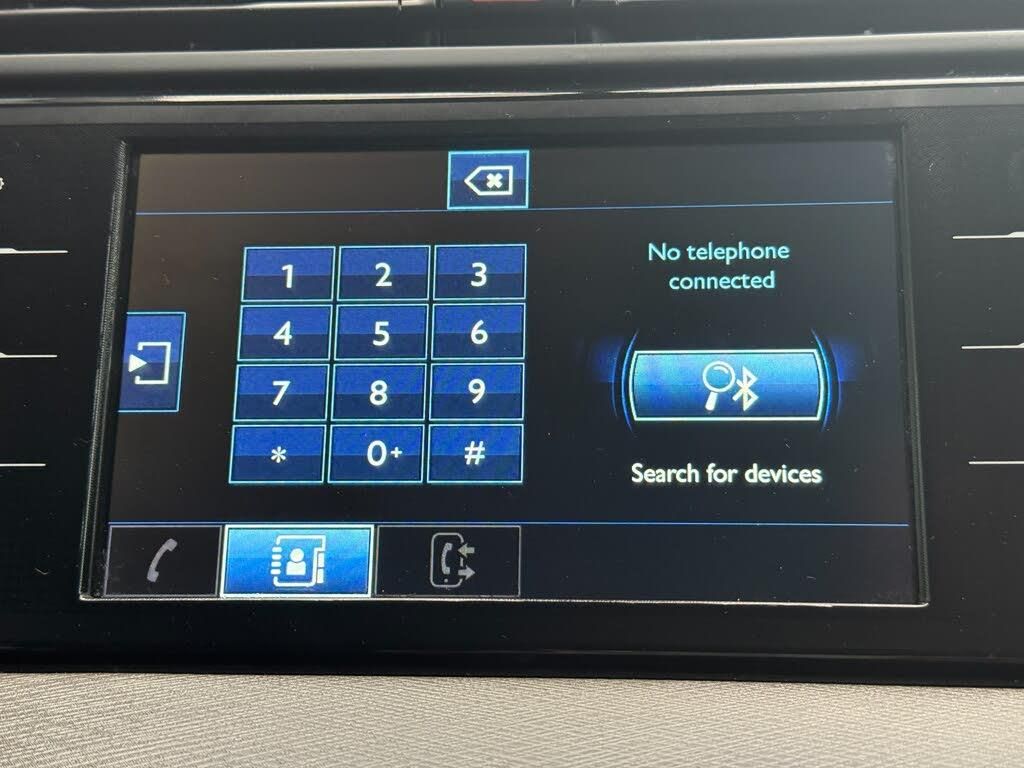 No telephone
connected
1 2 3
4 5 6
7 8 9
* 0+ #
Search for devices